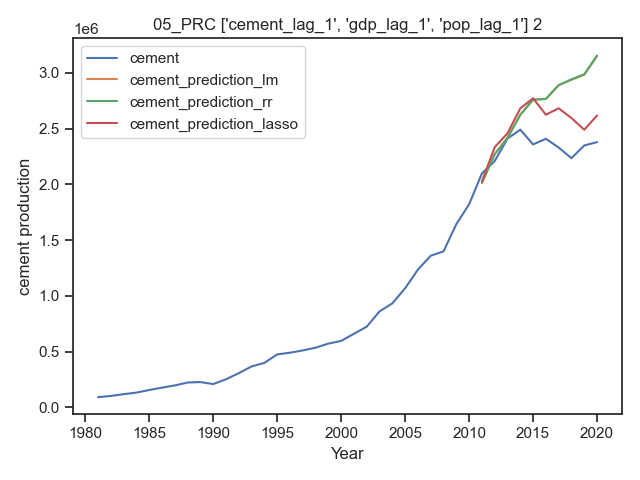 05_PRC ['cement_lag_1', 'gdp_lag_1', 'pop_lag_1'] 2
1e6
cement
cement_prediction_lm
cement_prediction_rr
cement_prediction_lasso
3.0
2.5
2.0
1.5
1.0
0.5
0.0
cement production
1980 1985 1990 1995 2000 2005 2010 2015 2020
Year